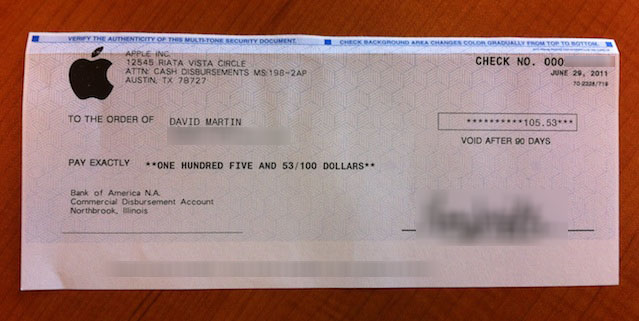 VERIFY THE AUTHENTICITY OF THIS MULTI-TONE SECURITY DOCUMENT.
CHECK BACKGROUND AREA CHANGES COLOR GRADUALLY FROM TOP TO BOTTOM.
APPLE INC.
12545 RIATA VISTA CIRCLE
ATTN: CASH DISBURSEMENTS MS:198-2AP
AUSTIN, TX 78727
CHECK NO. 000
JUNE 29, 2011
70-2328/719
TO THE ORDER OF DAVID MARTIN
**********105.53***
VOID AFTER 90 DAYS
PAY EXACTLY **ONE HUNDRED FIVE AND 53/100 DOLLARS**
Bank of America N.A.
Commercial Disbursement Account
Northbrook, Illinois